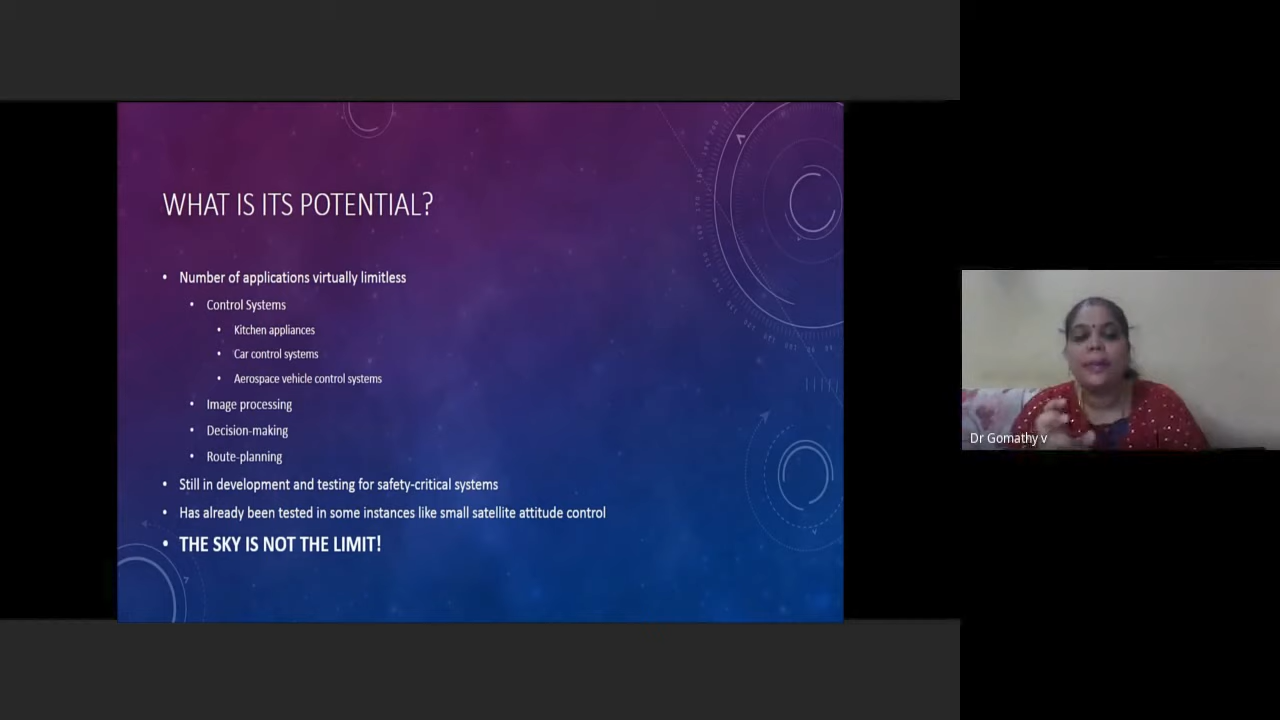 WHAT IS ITS POTENTIAL?
• Number of applications virtually limitless
• Control Systems
• Kitchen appliances
• Car control systems
• Aerospace vehicle control systems
• Image processing
• Decision-making
• Route-planning
• Still in development and testing for safety-critical systems
• Has already been tested in some instances like small satellite attitude control
• THE SKY IS NOT THE LIMIT!
Dr Gomathy v